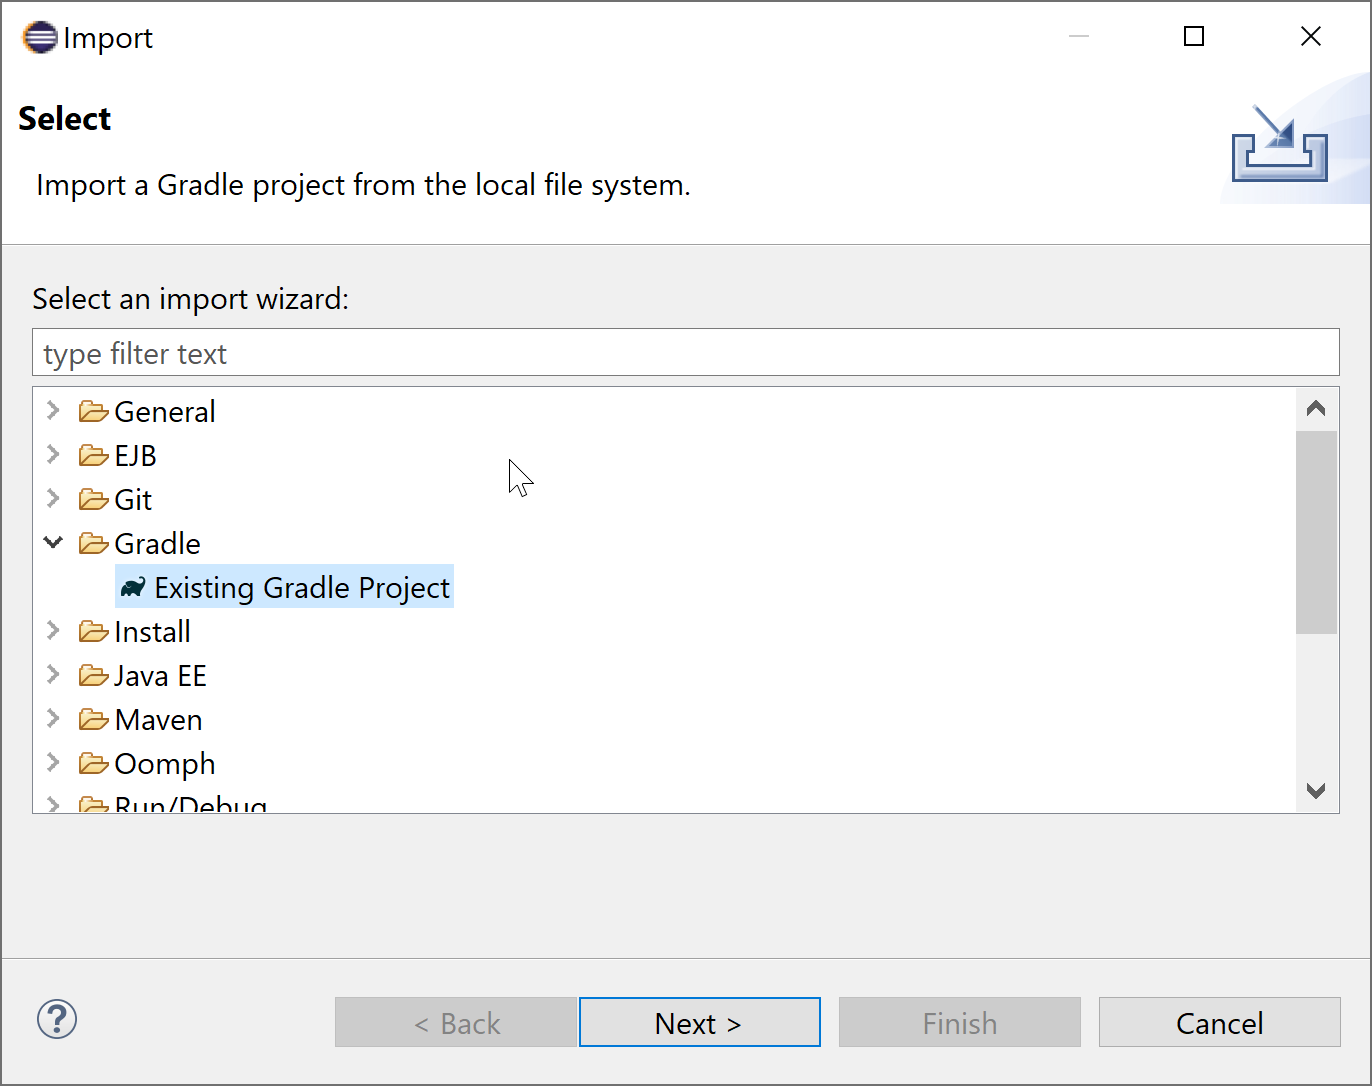 Import
Select
Import a Gradle project from the local file system.
Select an import wizard:
type filter text
General
EJB
Git
Gradle
Existing Gradle Project
Install
Java EE
Maven
Oomph
Run/Debug
?
< Back
Next >
Finish
Cancel